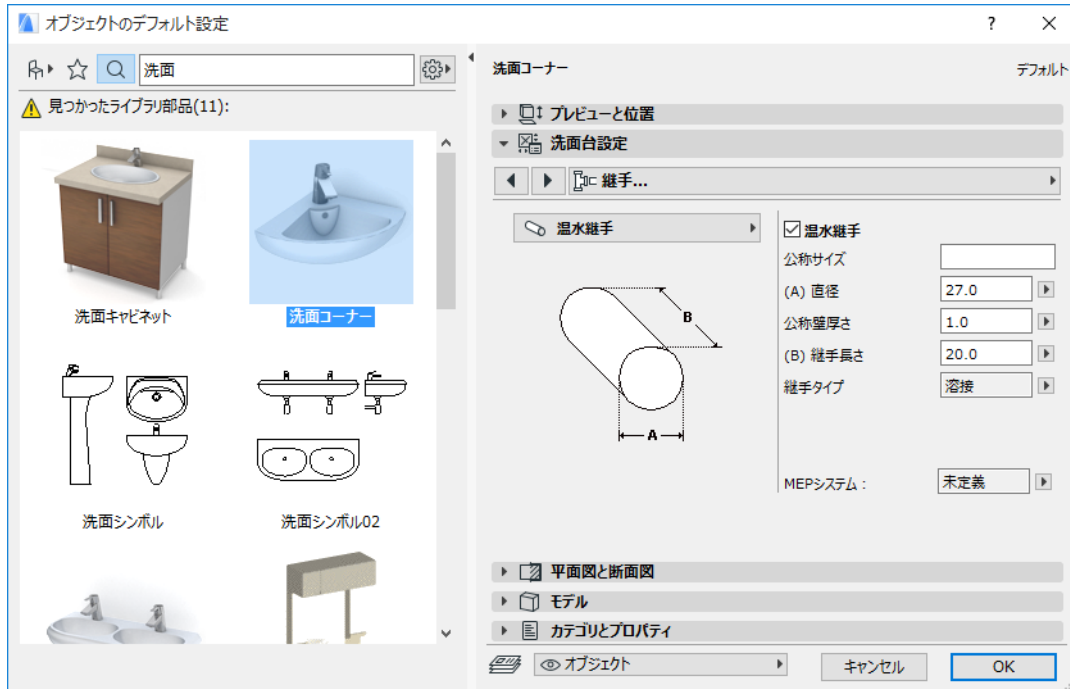 オブジェクトのデフォルト設定
?
洗面
見つかったライブラリ部品(11):
洗面キャビネット
洗面コーナー
洗面シンボル
洗面シンボル02
洗面コーナー
デフォルト
プレビューと位置
洗面台設定
継手...
温水継手
B
A
温水継手
公称サイズ
(A) 直径 27.0
公称壁厚さ 1.0
(B) 継手長さ 20.0
継手タイプ 溶接
MEPシステム : 未定義
平面図と断面図
モデル
カテゴリとプロパティ
オブジェクト
キャンセル
OK